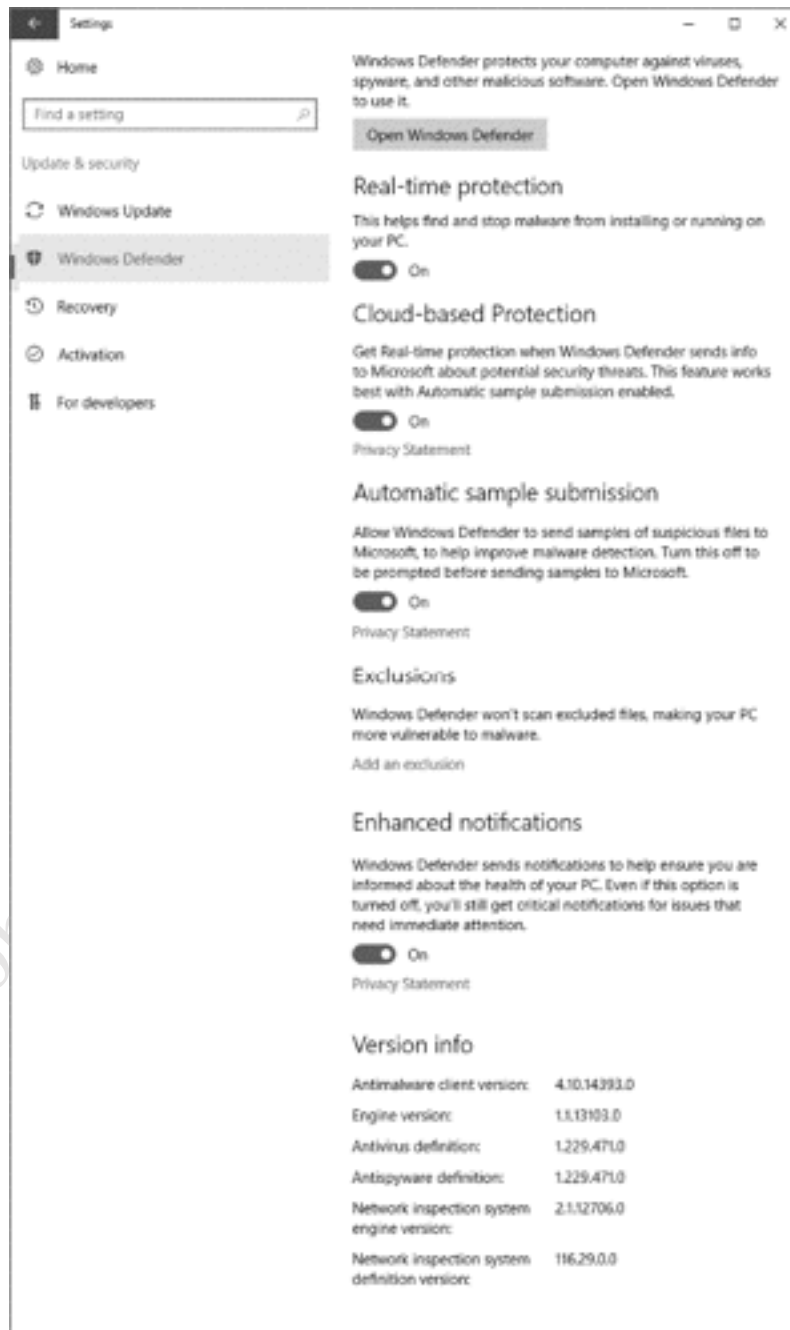 Settings
Home
Find a setting
Update & security
Windows Update
Windows Defender
Recovery
Activation
For developers
Windows Defender protects your computer against viruses,
spyware, and other malicious software. Open Windows Defender
to use it.
Open Windows Defender
Real-time protection
This helps find and stop malware from installing or running on
your PC.
On
Cloud-based Protection
Get Real-time protection when Windows Defender sends info
to Microsoft about potential security threats. This feature works
best with Automatic sample submission enabled.
On
Privacy Statement
Automatic sample submission
Allow Windows Defender to send samples of suspicious files to
Microsoft, to help improve malware detection. Turn this off to
be prompted before sending samples to Microsoft.
On
Privacy Statement
Exclusions
Windows Defender won't scan excluded files, making your PC
more vulnerable to malware.
Add an exclusion
Enhanced notifications
Windows Defender sends notifications to help ensure you are
informed about the health of your PC. Even if this option is
turned off, you'll still get critical notifications for issues that
need immediate attention.
On
Privacy Statement
Version info
Antimalware client version: 4.10.14393.0
Engine version: 1.1.13103.0
Antivirus definition: 1.229.471.0
Antispyware definition: 1.229.471.0
Network inspection system 2.1.12706.0
engine version:
Network inspection system 116.29.0.0
definition version: